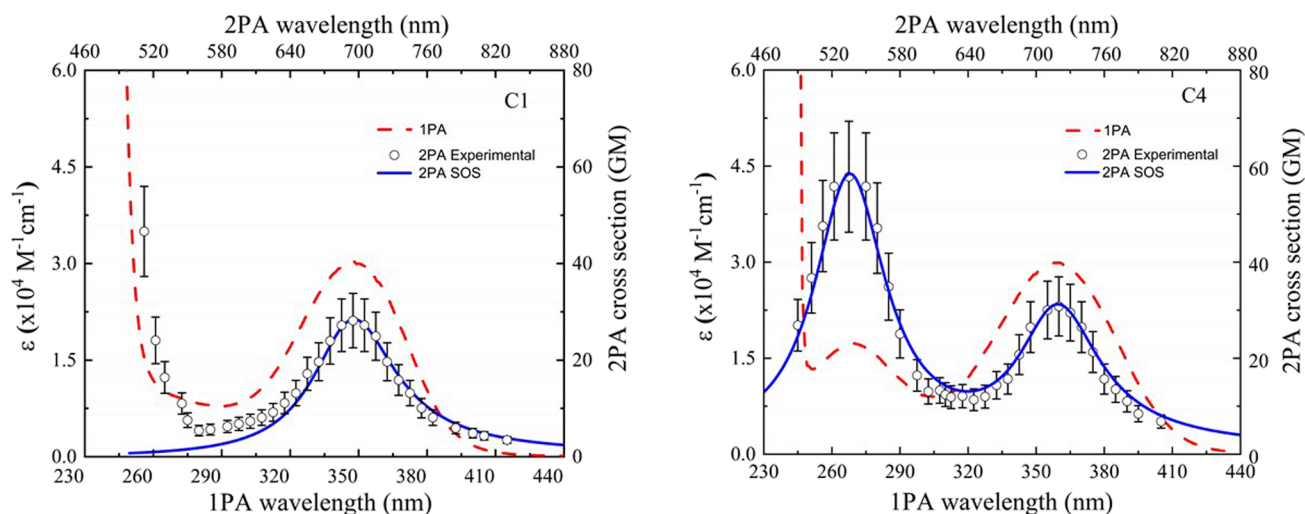 2PA wavelength (nm)
460 520 580 640 700 760 820 880
6.0 4.5 3.0 1.5 0.0
ε (x10⁴ M⁻¹cm⁻¹)
C1
1PA
2PA Experimental
2PA SOS
80 60 40 20 0
2PA cross section (GM)
230 260 290 320 350 380 410 440
1PA wavelength (nm)
2PA wavelength (nm)
460 520 580 640 700 760 820 880
6.0 4.5 3.0 1.5 0.0
ε (x10⁴ M⁻¹cm⁻¹)
C4
1PA
2PA Experimental
2PA SOS
80 60 40 20 0
2PA cross section (GM)
230 260 290 320 350 380 410 440
1PA wavelength (nm)